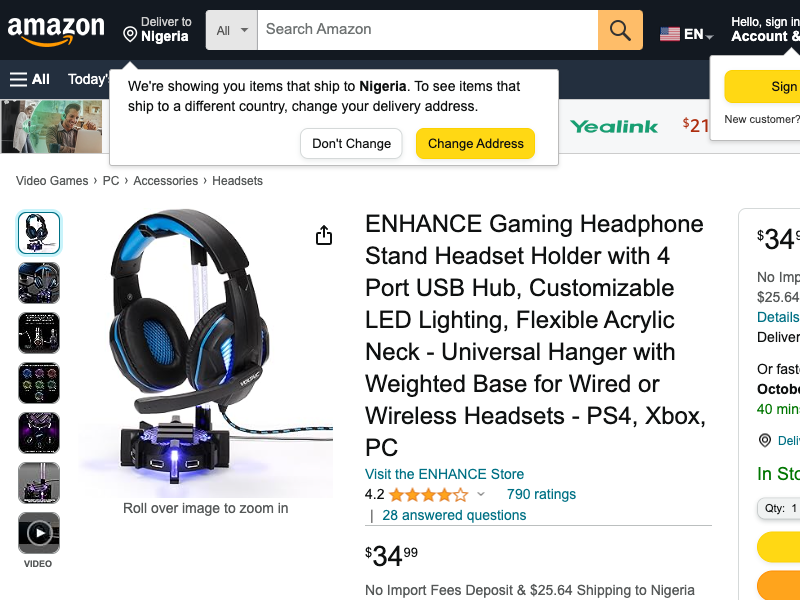 amazon
Deliver to
Nigeria
All
Search Amazon
EN
Hello, sign in
Account &
All
Today'
We're showing you items that ship to Nigeria. To see items that
ship to a different country, change your delivery address.
Don't Change
Change Address
Sign
New customer?
Yealink
$21
Video Games › PC › Accessories › Headsets
ENHANCE Gaming Headphone
Stand Headset Holder with 4
Port USB Hub, Customizable
LED Lighting, Flexible Acrylic
Neck - Universal Hanger with
Weighted Base for Wired or
Wireless Headsets - PS4, Xbox,
PC
Visit the ENHANCE Store
4.2
790 ratings
| 28 answered questions
$34.99
No Import Fees Deposit & $25.64 Shipping to Nigeria
Roll over image to zoom in
VIDEO
$34
No Imp
$25.64
Details
Deliver
Or fast
Octobe
40 mins
Deli
In Sto
Qty: 1